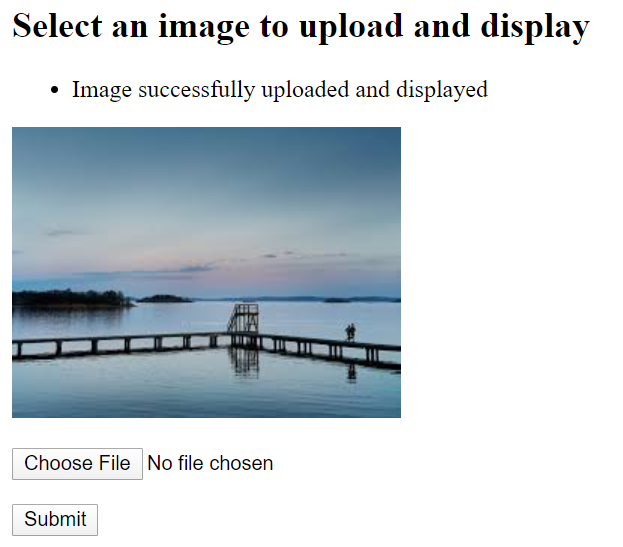 Select an image to upload and display
Image successfully uploaded and displayed
Choose File No file chosen
Submit